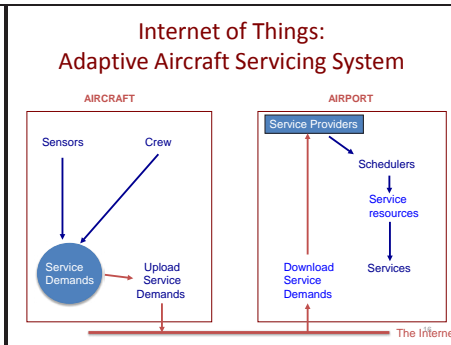 Internet of Things:
Adaptive Aircraft Servicing System
AIRCRAFT
Sensors
Crew
Service
Demands
Upload
Service
Demands
AIRPORT
Service Providers
Schedulers
Service
resources
Services
Download
Service
Demands
The Interne